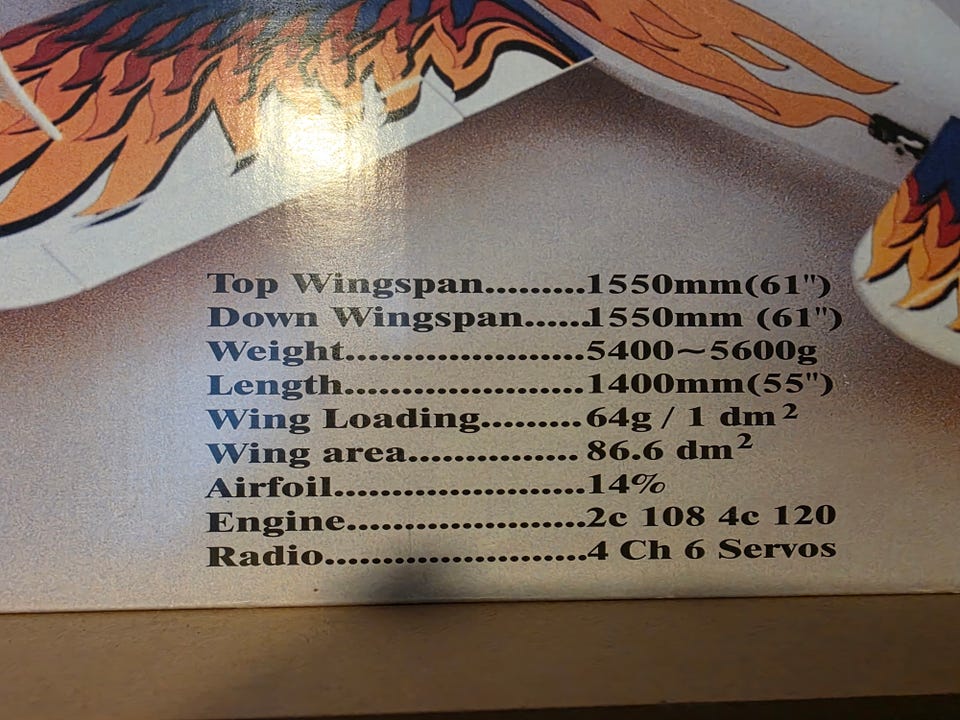 Top Wingspan..........1550mm(61")
Down Wingspan......1550mm (61")
Weight........................5400~5600g
Length........................1400mm(55")
Wing Loading..........64g / 1 dm²
Wing area................. 86.6 dm²
Airfoil.........................14%
Engine........................2c 108 4c 120
Radio..........................4 Ch 6 Servos